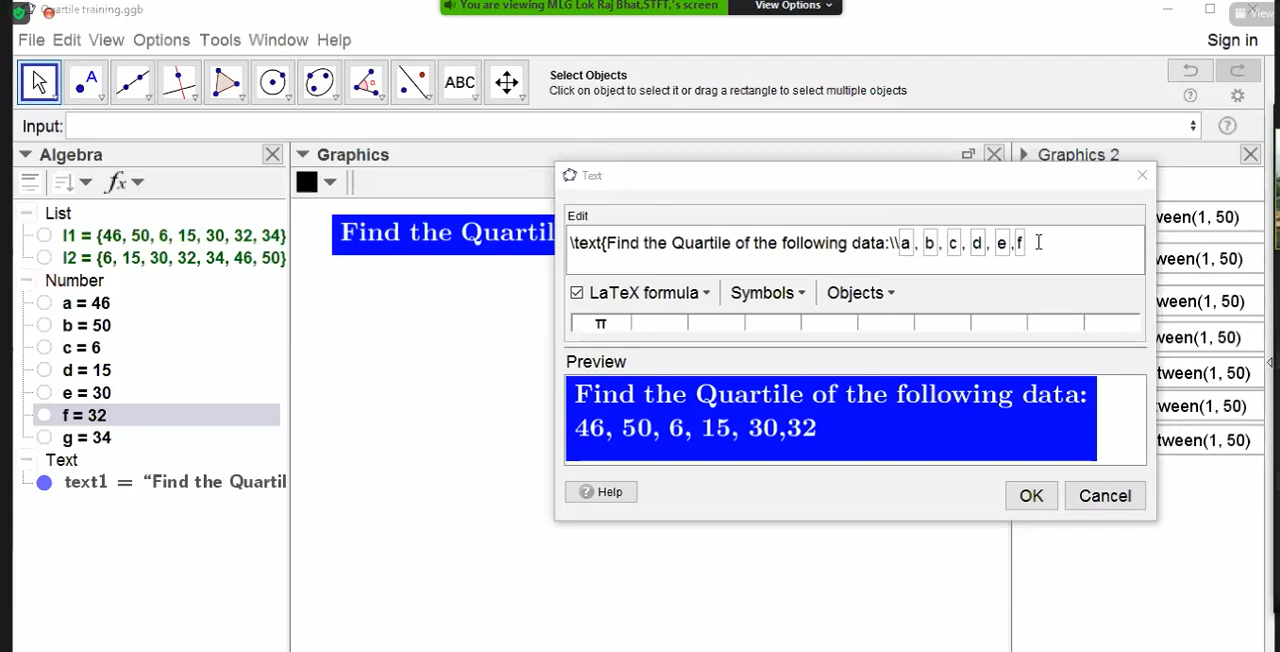 Quartile training.ggb
You are viewing MLG Lok Raj Bhat,STFT,'s screen
View Options
View
File Edit View Options Tools Window Help
Sign in
A
ABC
Select Objects
Click on object to select it or drag a rectangle to select multiple objects
Input:
Algebra
Graphics
Graphics 2
fx
List
l1 = {46, 50, 6, 15, 30, 32, 34}
l2 = {6, 15, 30, 32, 34, 46, 50}
Number
a = 46
b = 50
c = 6
d = 15
e = 30
f = 32
g = 34
Text
text1 = “Find the Quartil
Find the Quartil
Text
Edit
\text{Find the Quartile of the following data:\\a, b, c, d, e,f
LaTeX formula
Symbols
Objects
π
Preview
Find the Quartile of the following data:
46, 50, 6, 15, 30,32
Help
OK
Cancel
ween(1, 50)
ween(1, 50)
tween(1, 50)
ween(1, 50)
tween(1, 50)
tween(1, 50)
tween(1, 50)